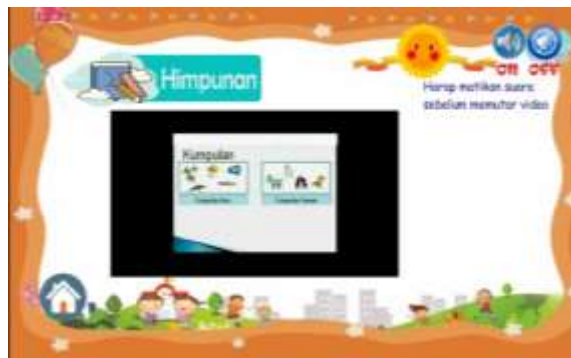 Himpunan
ON OFF
Harap matikan suara
sebelum memutar video
Kumpulan